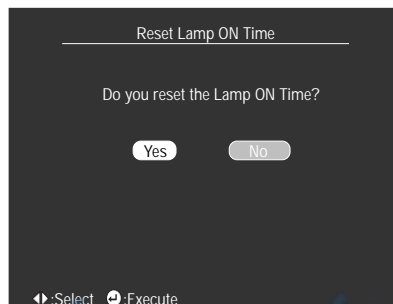 Reset Lamp ON Time
Do you reset the Lamp ON Time?
Yes No
:Select :Execute